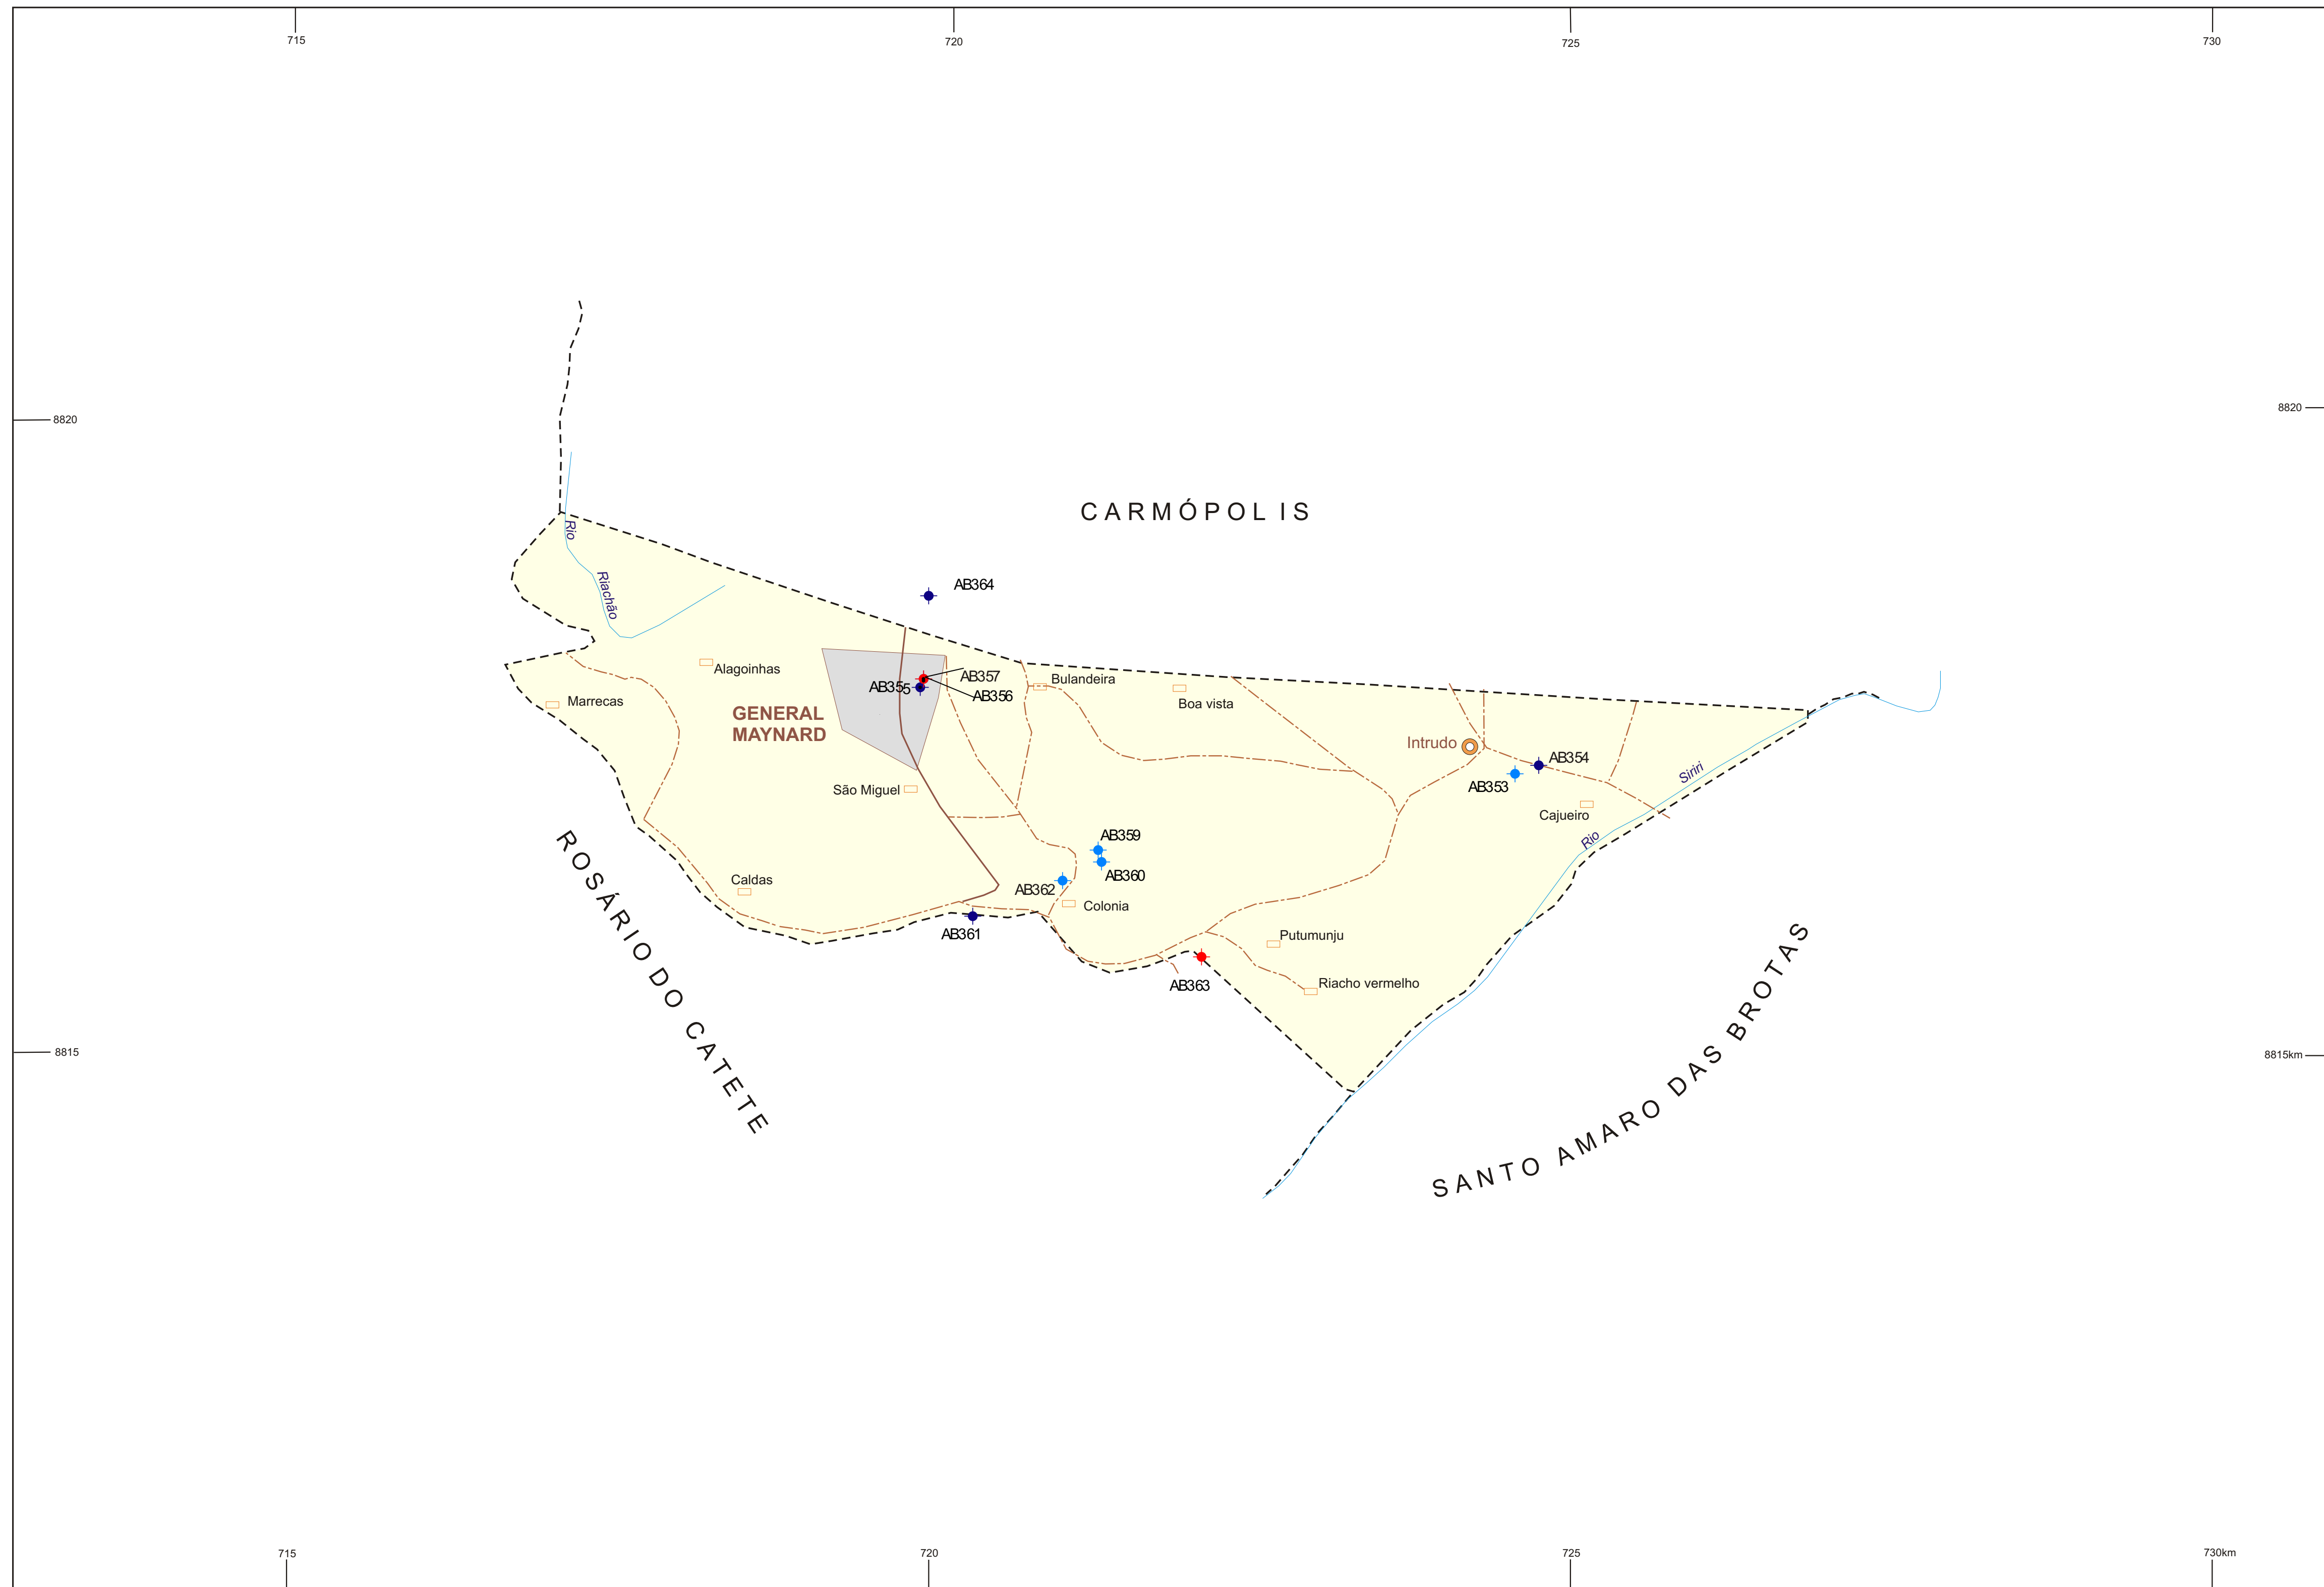 715
720
725
730
8820
8820
CARMÓPOLIS
Rio
Riachão
AB364
Alagoinhas
AB357
AB355
AB356
Bulandeira
Marrecas
Boa vista
GENERAL
MAYNARD
Intrudo
AB354
AB353
Siriri
São Miguel
Cajueiro
Rio
AB359
AB360
Caldas
AB362
Colonia
AB361
Putumunju
AB363
Riacho vermelho
ROSÁRIO DO CATETE
SANTO AMARO DAS BROTAS
8815
8815km
715
720
725
730km